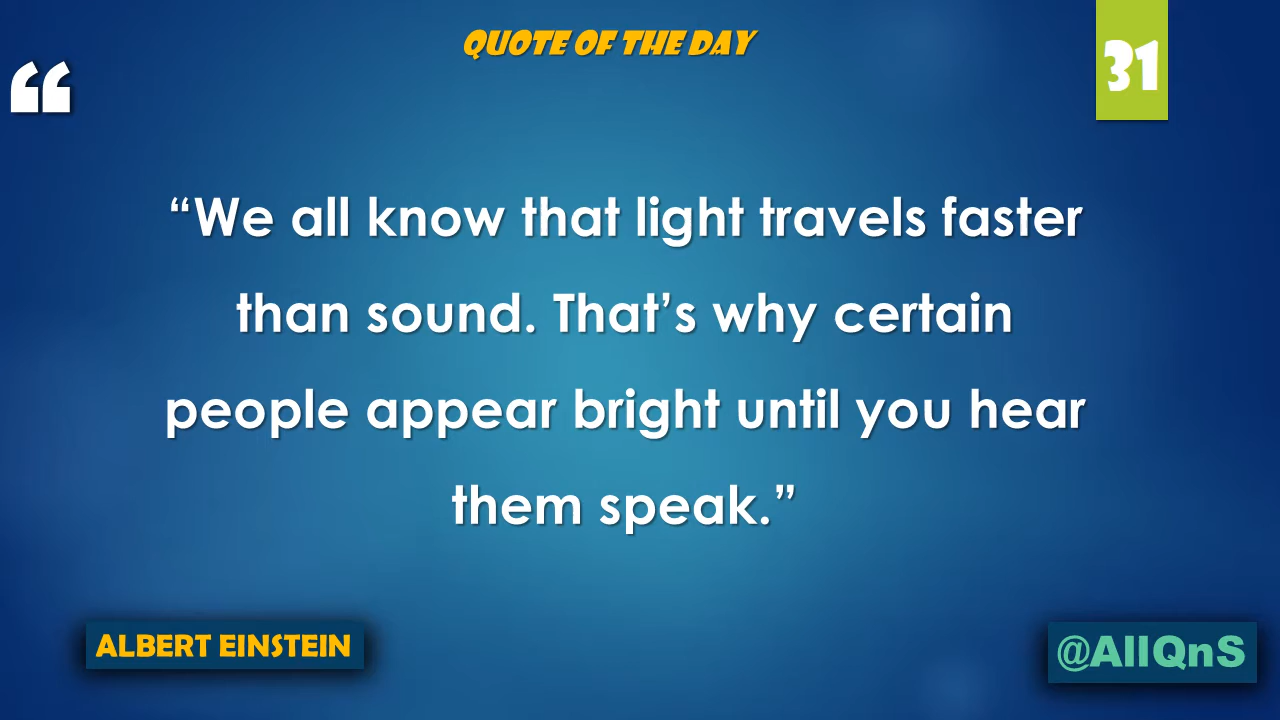 QUOTE OF THE DAY
31
“
“We all know that light travels faster
than sound. That’s why certain
people appear bright until you hear
them speak.”
ALBERT EINSTEIN
@AllQnS